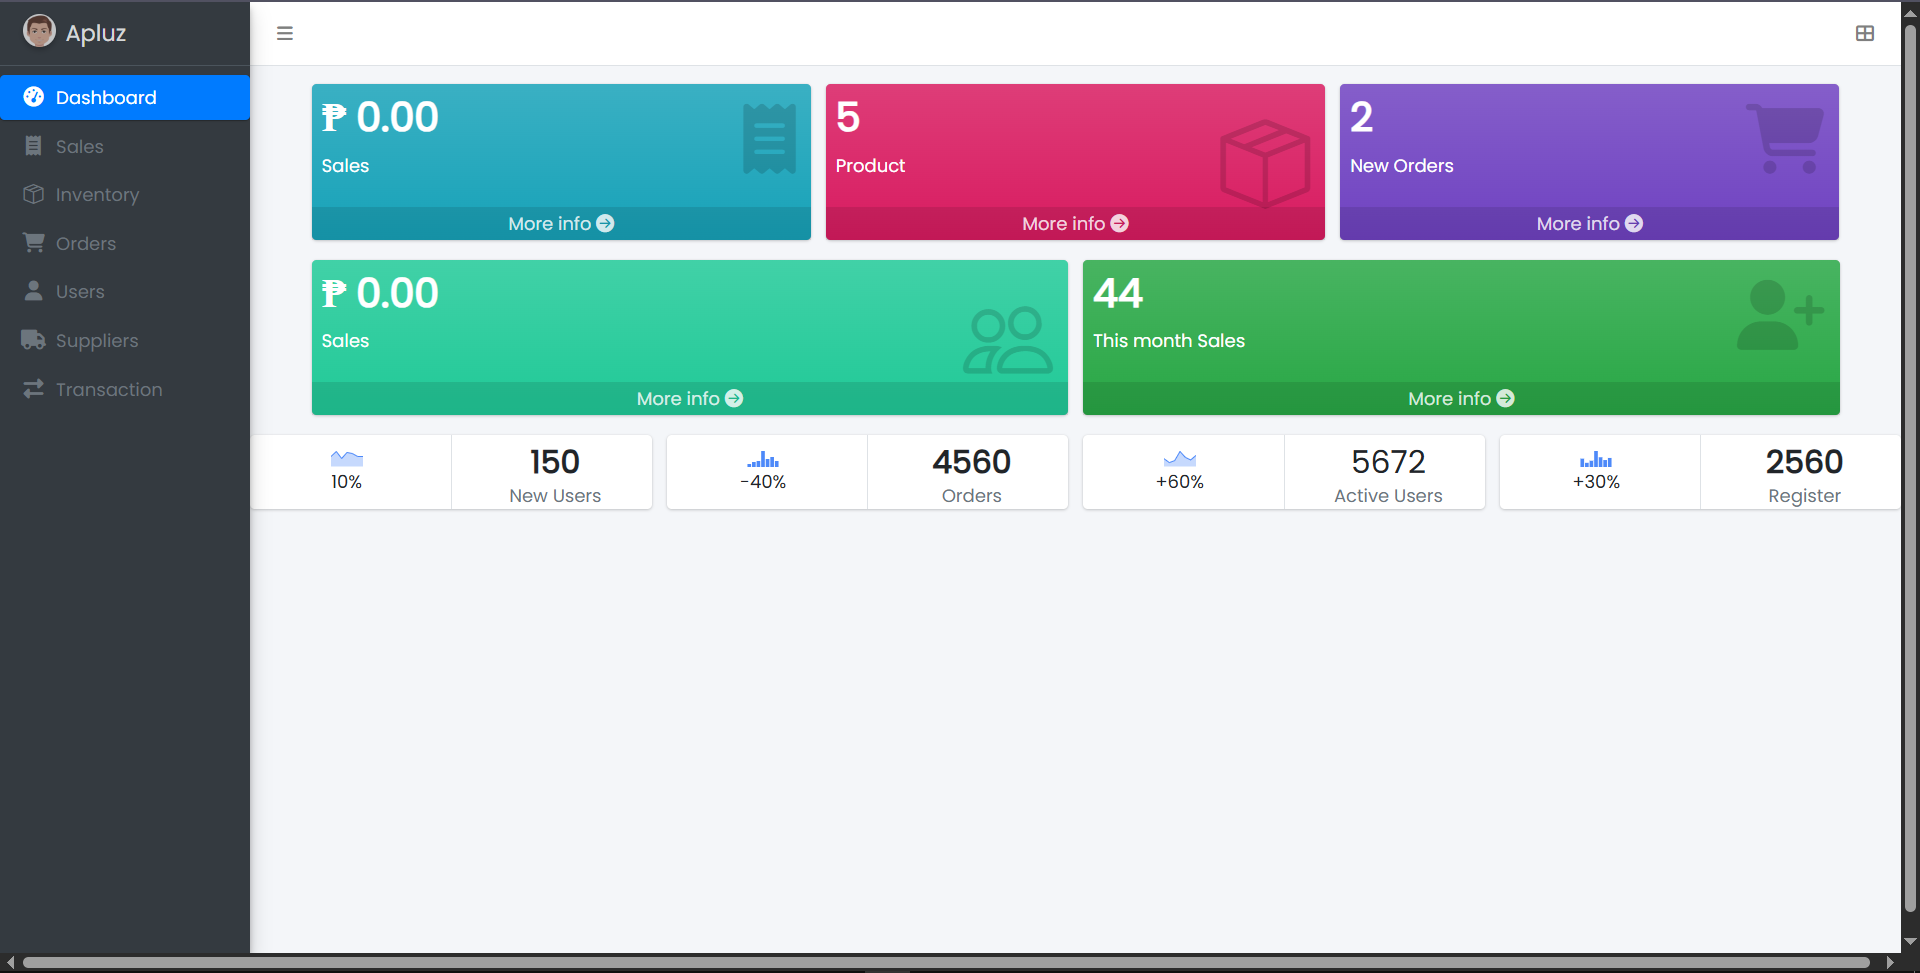 Apluz
Dashboard
Sales
Inventory
Orders
Users
Suppliers
Transaction
₱ 0.00
Sales
More info
5
Product
More info
2
New Orders
More info
₱ 0.00
Sales
More info
44
This month Sales
More info
10%
150
New Users
-40%
4560
Orders
+60%
5672
Active Users
+30%
2560
Register